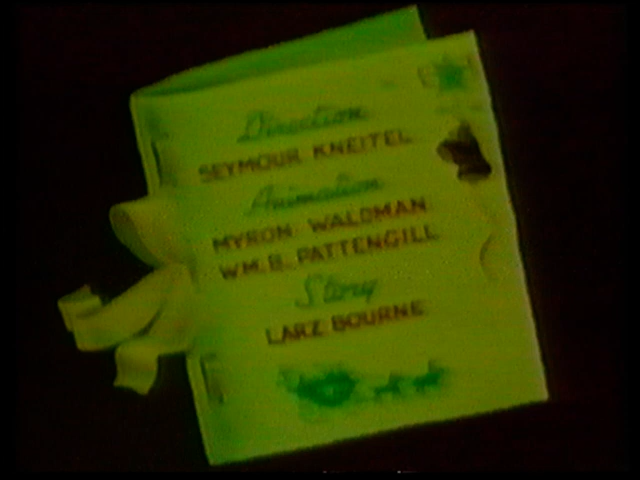 Direction
SEYMOUR KNEITEL
Animation
MYRON WALDMAN
WM. B. PATTENGILL
Story
LARZ BOURNE